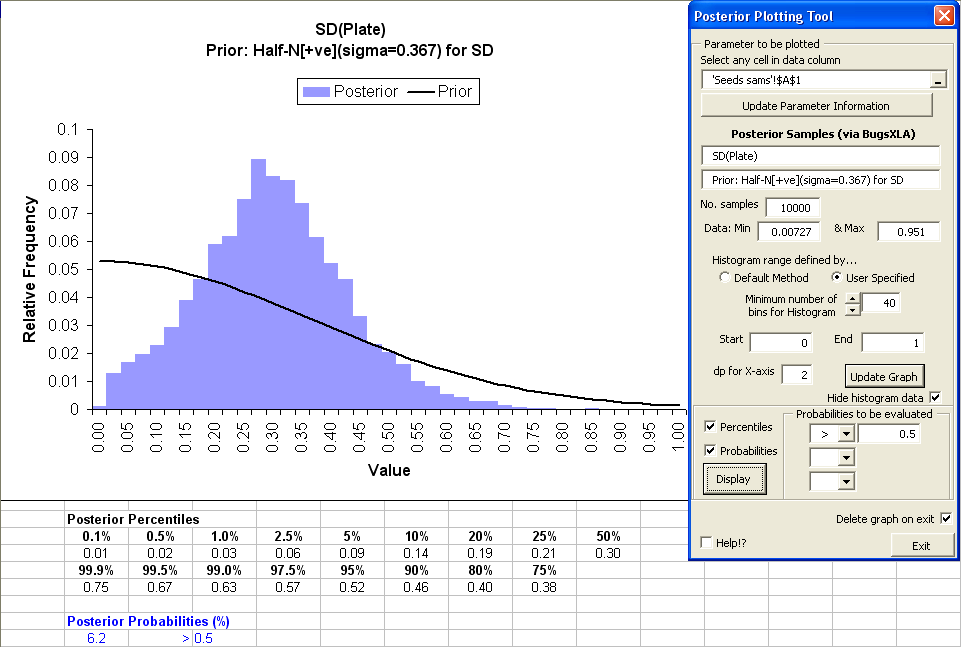 SD(Plate)
Prior: Half-N[+ve](sigma=0.367) for SD
Posterior Prior
Relative Frequency
0.1
0.09
0.08
0.07
0.06
0.05
0.04
0.03
0.02
0.01
0
0.00 0.05 0.10 0.15 0.20 0.25 0.30 0.35 0.40 0.45 0.50 0.55 0.60 0.65 0.70 0.75 0.80 0.85 0.90 0.95 1.00
Value
Posterior Percentiles
0.1% 0.5% 1.0% 2.5% 5% 10% 20% 25% 50%
0.01 0.02 0.03 0.06 0.09 0.14 0.19 0.21 0.30
99.9% 99.5% 99.0% 97.5% 95% 90% 80% 75%
0.75 0.67 0.63 0.57 0.52 0.46 0.40 0.38
Posterior Probabilities (%)
6.2 > 0.5
Posterior Plotting Tool
Parameter to be plotted
Select any cell in data column
'Seeds sams'!$A$1
Update Parameter Information
Posterior Samples (via BugsXLA)
SD(Plate)
Prior: Half-N[+ve](sigma=0.367) for SD
No. samples 10000
Data: Min 0.00727 & Max 0.951
Histogram range defined by...
Default Method User Specified
Minimum number of
bins for Histogram 40
Start 0 End 1
dp for X-axis 2 Update Graph
Hide histogram data
Probabilities to be evaluated
Percentiles > 0.5
Probabilities
Display
Delete graph on exit
Help!? Exit